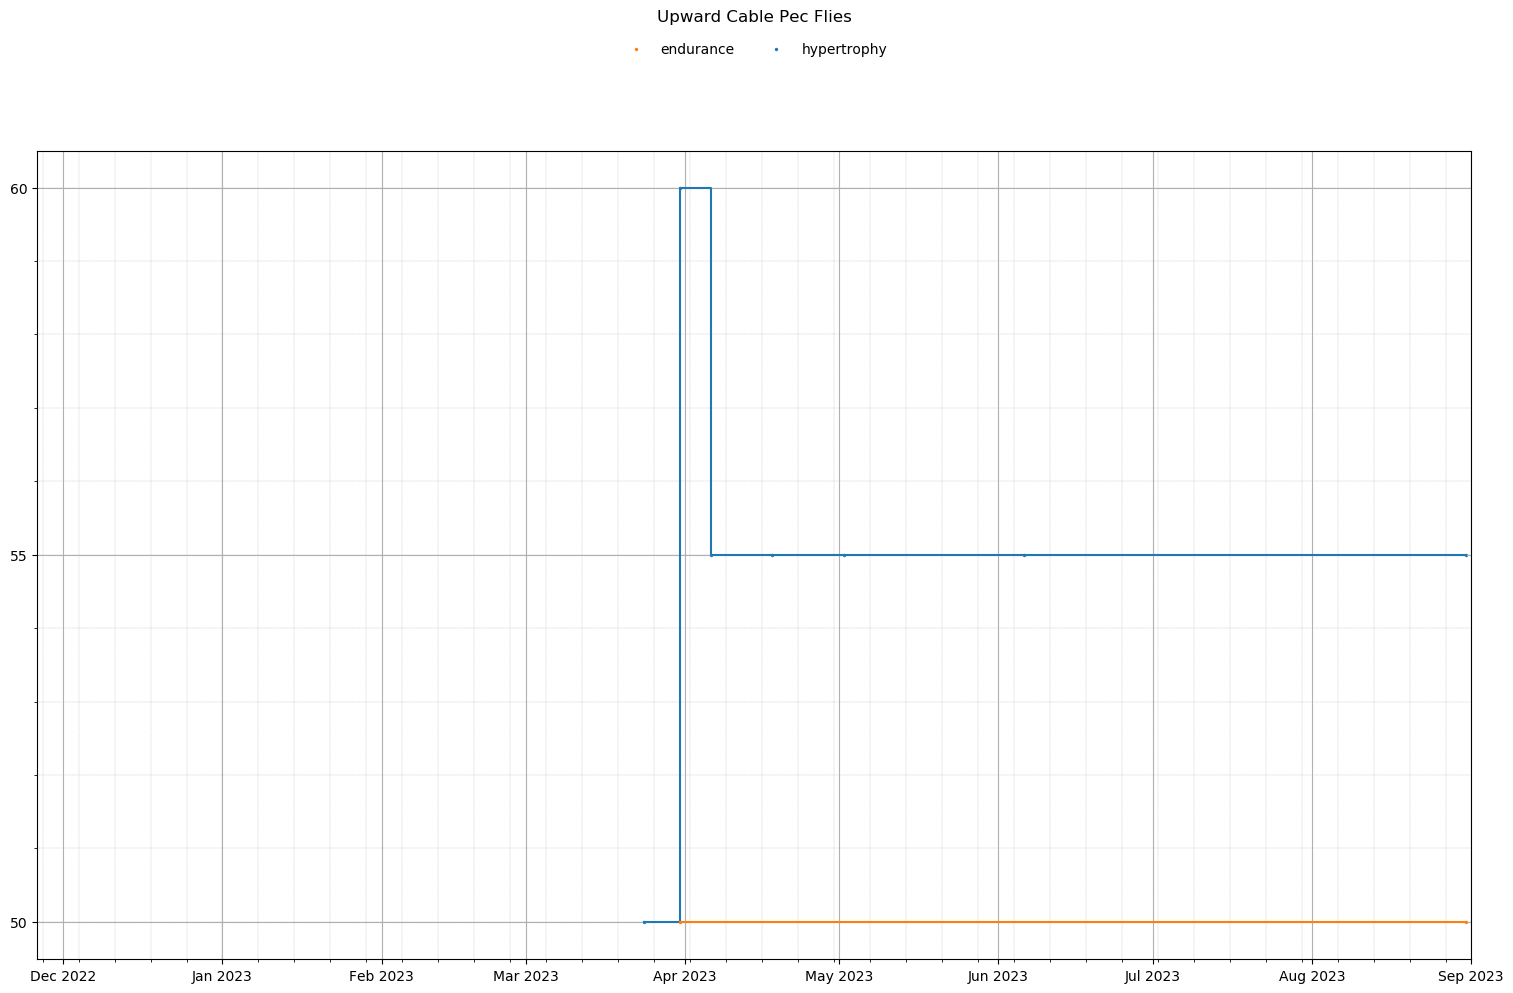 Upward Cable Pec Flies
endurance hypertrophy
60
55
50
Dec 2022 Jan 2023 Feb 2023 Mar 2023 Apr 2023 May 2023 Jun 2023 Jul 2023 Aug 2023 Sep 2023